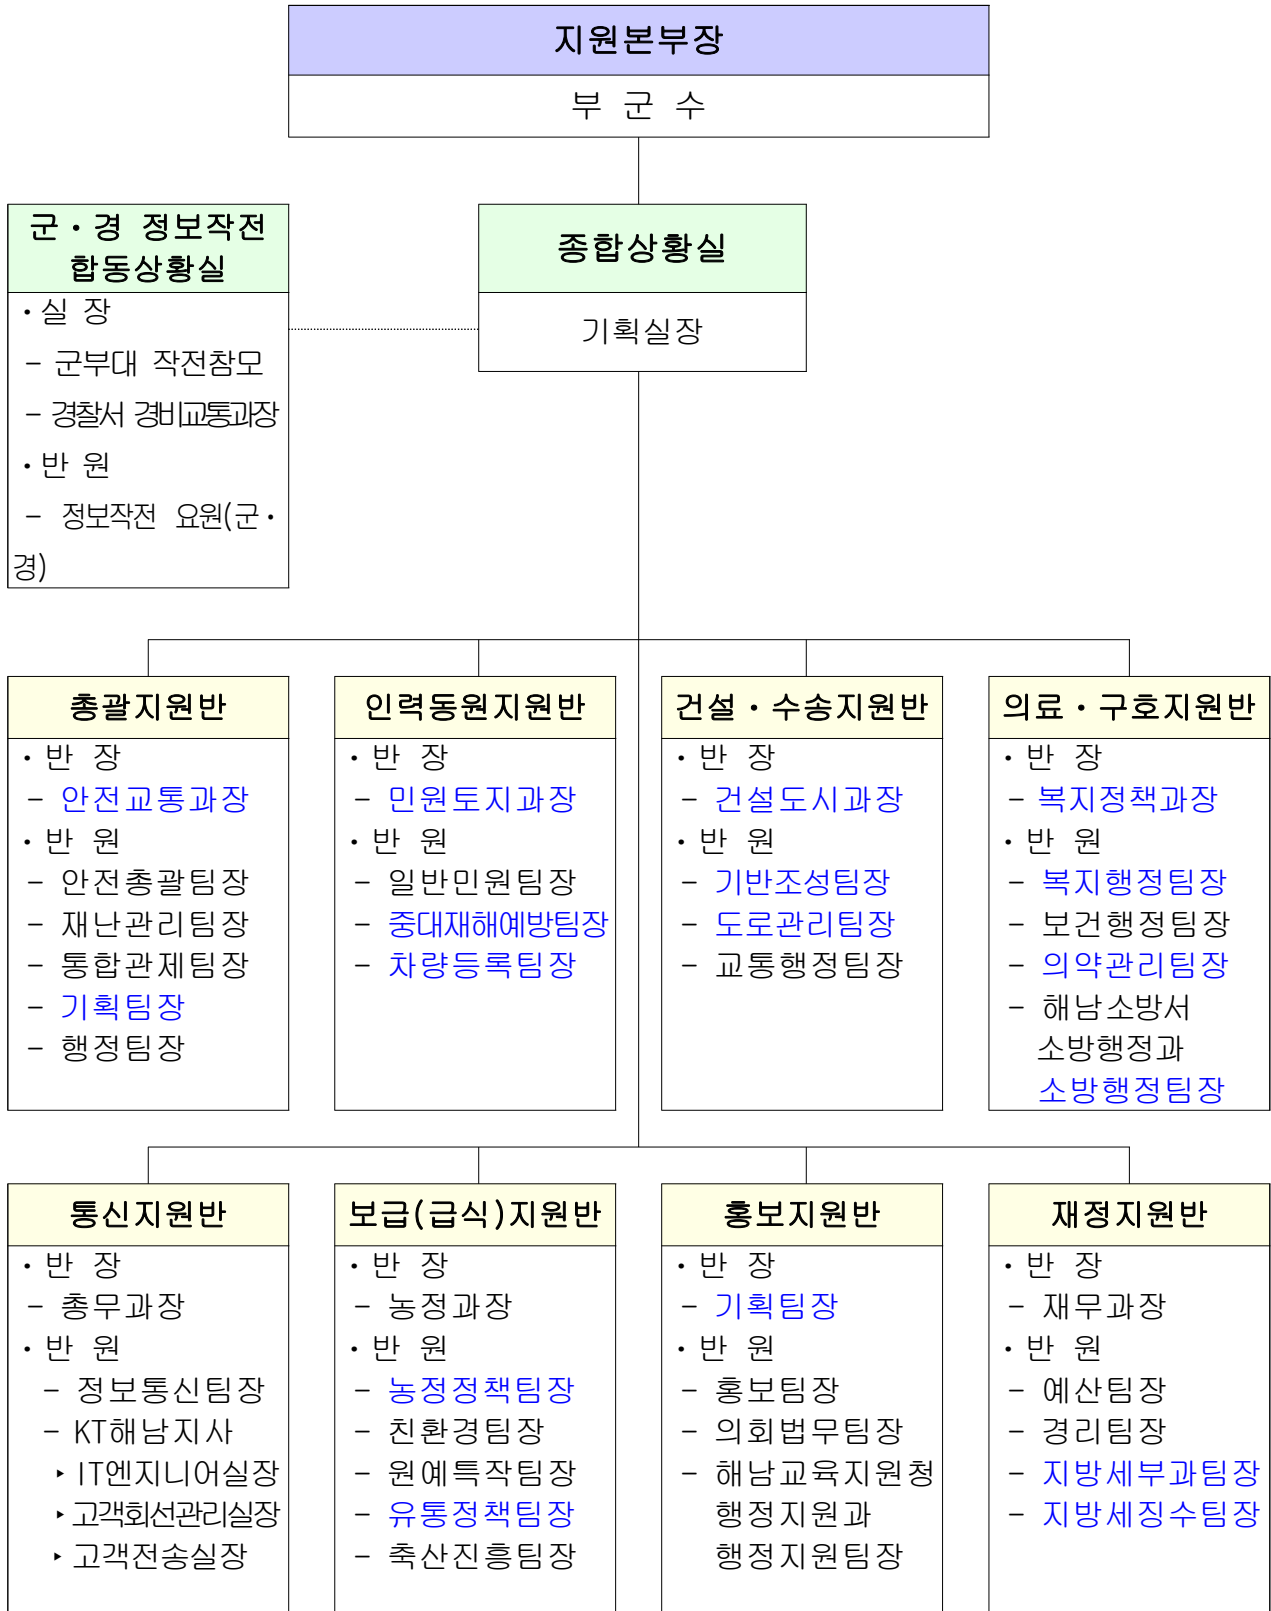 지원본부장
부 군 수
군·경 정보작전
합동상황실
·실 장
- 군부대 작전참모
- 경찰서 경비교통과장
·반 원
- 정보작전 요원(군·
경)
종합상황실
기획실장
총괄지원반
·반 장
- 안전교통과장
·반 원
- 안전총괄팀장
- 재난관리팀장
- 통합관제팀장
- 기획팀장
- 행정팀장
인력동원지원반
·반 장
- 민원토지과장
·반 원
- 일반민원팀장
- 중대재해예방팀장
- 차량등록팀장
건설·수송지원반
·반 장
- 건설도시과장
·반 원
- 기반조성팀장
- 도로관리팀장
- 교통행정팀장
의료·구호지원반
·반 장
- 복지정책과장
·반 원
- 복지행정팀장
- 보건행정팀장
- 의약관리팀장
- 해남소방서
소방행정과
소방행정팀장
통신지원반
·반 장
- 총무과장
·반 원
- 정보통신팀장
- KT해남지사
▸IT엔지니어실장
▸고객회선관리실장
▸고객전송실장
보급(급식)지원반
·반 장
- 농정과장
·반 원
- 농정정책팀장
- 친환경팀장
- 원예특작팀장
- 유통정책팀장
- 축산진흥팀장
홍보지원반
·반 장
- 기획팀장
·반 원
- 홍보팀장
- 의회법무팀장
- 해남교육지원청
행정지원과
행정지원팀장
재정지원반
·반 장
- 재무과장
·반 원
- 예산팀장
- 경리팀장
- 지방세부과팀장
- 지방세징수팀장